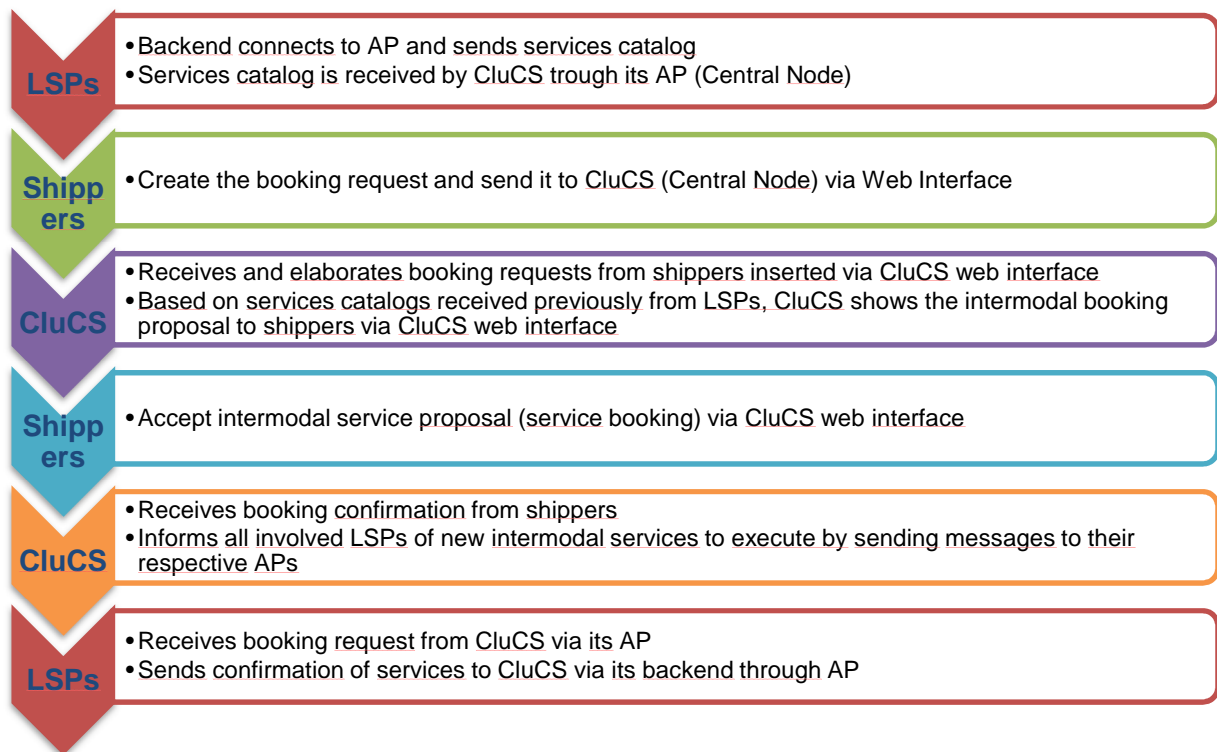 LSPs
•Backend connects to AP and sends services catalog
•Services catalog is received by CluCS trough its AP (Central Node)
Shipp
ers
•Create the booking request and send it to CluCS (Central Node) via Web Interface
CluCS
•Receives and elaborates booking requests from shippers inserted via CluCS web interface
•Based on services catalogs received previously from LSPs, CluCS shows the intermodal booking
proposal to shippers via CluCS web interface
Shipp
ers
•Accept intermodal service proposal (service booking) via CluCS web interface
CluCS
•Receives booking confirmation from shippers
•Informs all involved LSPs of new intermodal services to execute by sending messages to their
respective APs
LSPs
•Receives booking request from CluCS via its AP
•Sends confirmation of services to CluCS via its backend through AP